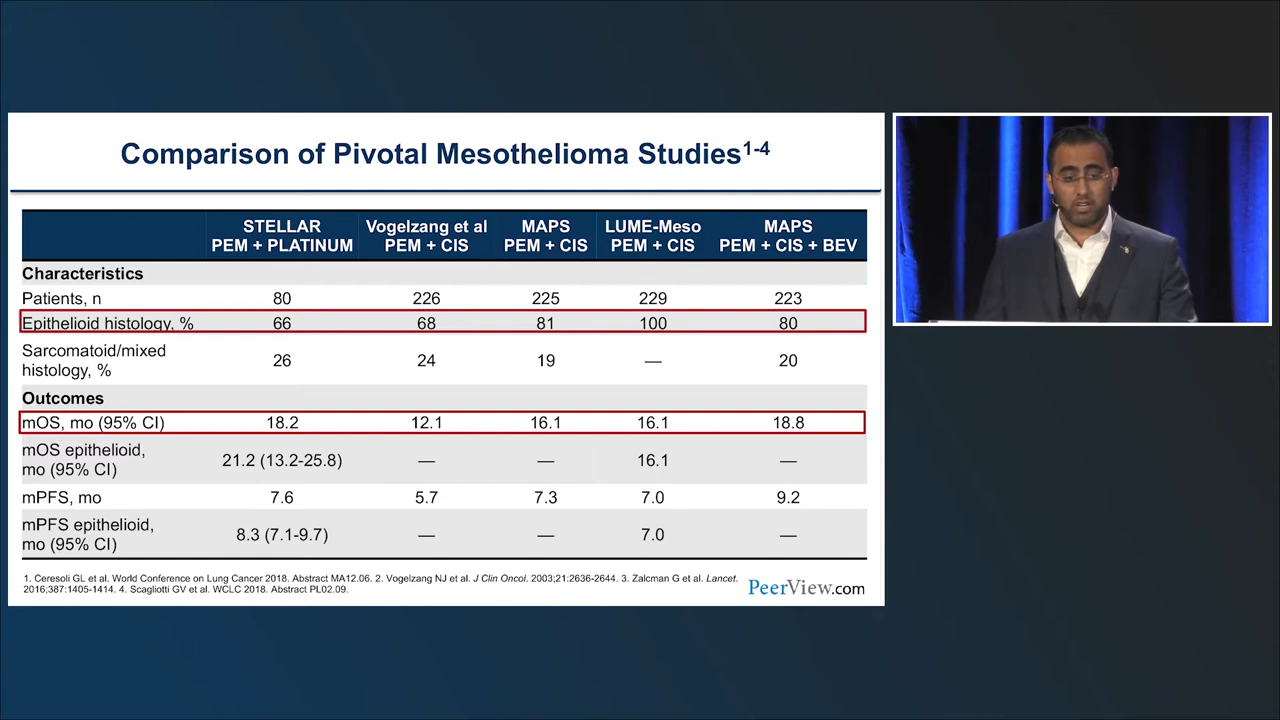 Comparison of Pivotal Mesothelioma Studies1-4
STELLAR PEM + PLATINUM
Vogelzang et al PEM + CIS
MAPS PEM + CIS
LUME-Meso PEM + CIS
MAPS PEM + CIS + BEV
Characteristics
Patients, n 80 226 225 229 223
Epithelioid histology, % 66 68 81 100 80
Sarcomatoid/mixed
histology, % 26 24 19 — 20
Outcomes
mOS, mo (95% CI) 18.2 12.1 16.1 16.1 18.8
mOS epithelioid,
mo (95% CI) 21.2 (13.2-25.8) — — 16.1 —
mPFS, mo 7.6 5.7 7.3 7.0 9.2
mPFS epithelioid,
mo (95% CI) 8.3 (7.1-9.7) — — 7.0 —
1. Ceresoli GL et al. World Conference on Lung Cancer 2018. Abstract MA12.06. 2. Vogelzang NJ et al. J Clin Oncol. 2003;21:2636-2644. 3. Zalcman G et al. Lancet.
2016;387:1405-1414. 4. Scagliotti GV et al. WCLC 2018. Abstract PL02.09.
PeerView.com